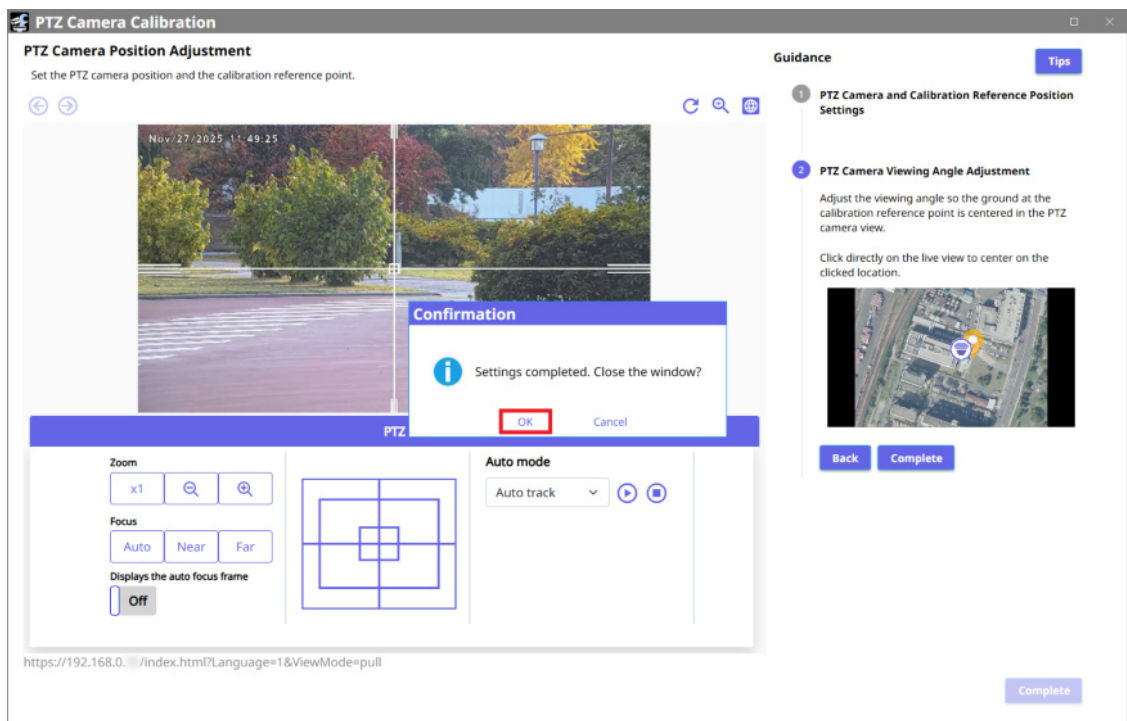 PTZ Camera Calibration
PTZ Camera Position Adjustment
Set the PTZ camera position and the calibration reference point.
Nov/27/2025 11:49:25
Confirmation
Settings completed. Close the window?
OK
Cancel
PTZ
Zoom
x1
Focus
Auto
Near
Far
Displays the auto focus frame
Off
Auto mode
Auto track
https://192.168.0. /index.html?Language=1&ViewMode=pull
Guidance
Tips
1
PTZ Camera and Calibration Reference Position
Settings
2
PTZ Camera Viewing Angle Adjustment
Adjust the viewing angle so the ground at the
calibration reference point is centered in the PTZ
camera view.
Click directly on the live view to center on the
clicked location.
Back
Complete
Complete